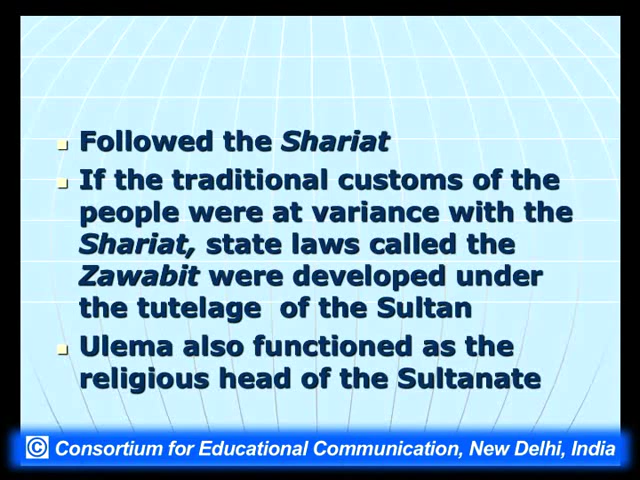 Followed the Shariat
If the traditional customs of the
people were at variance with the
Shariat, state laws called the
Zawabit were developed under
the tutelage of the Sultan
Ulema also functioned as the
religious head of the Sultanate
© Consortium for Educational Communication, New Delhi, India